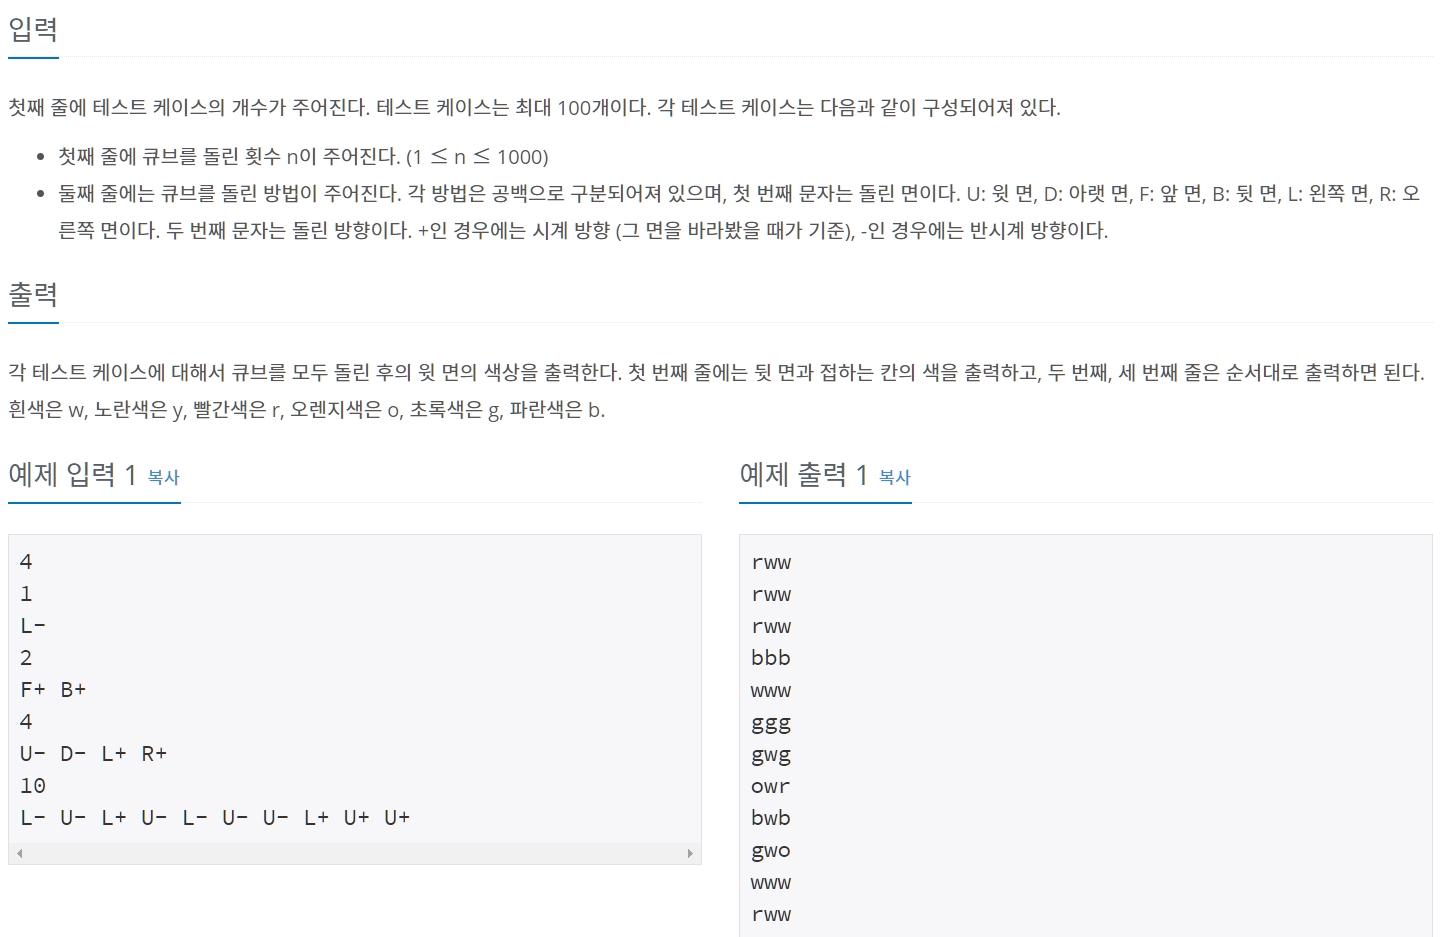 입력
첫째 줄에 테스트 케이스의 개수가 주어진다. 테스트 케이스는 최대 100개이다. 각 테스트 케이스는 다음과 같이 구성되어져 있다.
• 첫째 줄에 큐브를 돌린 횟수 n이 주어진다. (1 ≤ n ≤ 1000)
• 둘째 줄에는 큐브를 돌린 방법이 주어진다. 각 방법은 공백으로 구분되어져 있으며, 첫 번째 문자는 돌린 면이다. U: 윗 면, D: 아랫 면, F: 앞 면, B: 뒷 면, L: 왼쪽 면, R: 오
른쪽 면이다. 두 번째 문자는 돌린 방향이다. +인 경우에는 시계 방향 (그 면을 바라봤을 때가 기준), -인 경우에는 반시계 방향이다.
출력
각 테스트 케이스에 대해서 큐브를 모두 돌린 후의 윗 면의 색상을 출력한다. 첫 번째 줄에는 뒷 면과 접하는 칸의 색을 출력하고, 두 번째, 세 번째 줄은 순서대로 출력하면 된다.
흰색은 w, 노란색은 y, 빨간색은 r, 오렌지색은 o, 초록색은 g, 파란색은 b.
예제 입력 1 복사
4
1
L-
2
F+ B+
4
U- D- L+ R+
10
L- U- L+ U- L- U- U- L+ U+ U+
예제 출력 1 복사
rww
rww
rww
bbb
www
ggg
gwg
owr
bwb
gwo
www
rww